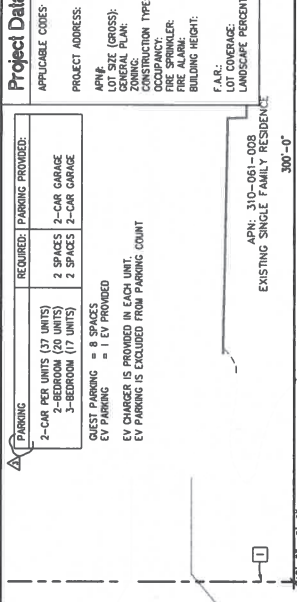 PARKING REQUIRED: PARKING PROVIDED:
2-CAR PER UNITS (37 UNITS)
2-BEDROOM (20 UNITS) 2 SPACES 2-CAR GARAGE
3-BEDROOM (17 UNITS) 2 SPACES 2-CAR GARAGE
GUEST PARKING = 8 SPACES
EV PARKING = 1 EV PROVIDED
EV CHARGER IS PROVIDED IN EACH UNIT.
EV PARKING IS EXCLUDED FROM PARKING COUNT
Project Data
APPLICABLE CODES:
PROJECT ADDRESS:
APN#:
LOT SIZE (GROSS):
GENERAL PLAN:
ZONING:
CONSTRUCTION TYPE
OCCUPANCY:
FIRE SPRINKLER:
FIRE ALARM:
BUILDING HEIGHT:
F.A.R.:
LOT COVERAGE:
LANDSCAPE PERCENT
APN: 310-061-008
EXISTING SINGLE FAMILY RESIDENCE
300'-0"
1